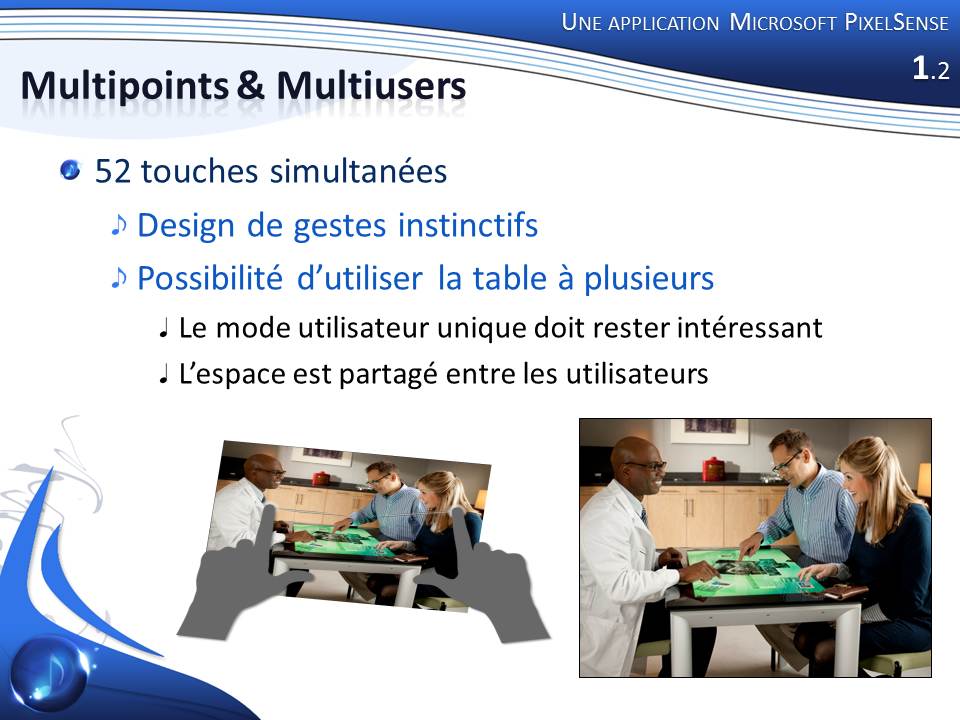 Une application Microsoft PixelSense
1.2
Multipoints & Multiusers
52 touches simultanées
Design de gestes instinctifs
Possibilité d’utiliser la table à plusieurs
Le mode utilisateur unique doit rester intéressant
L’espace est partagé entre les utilisateurs